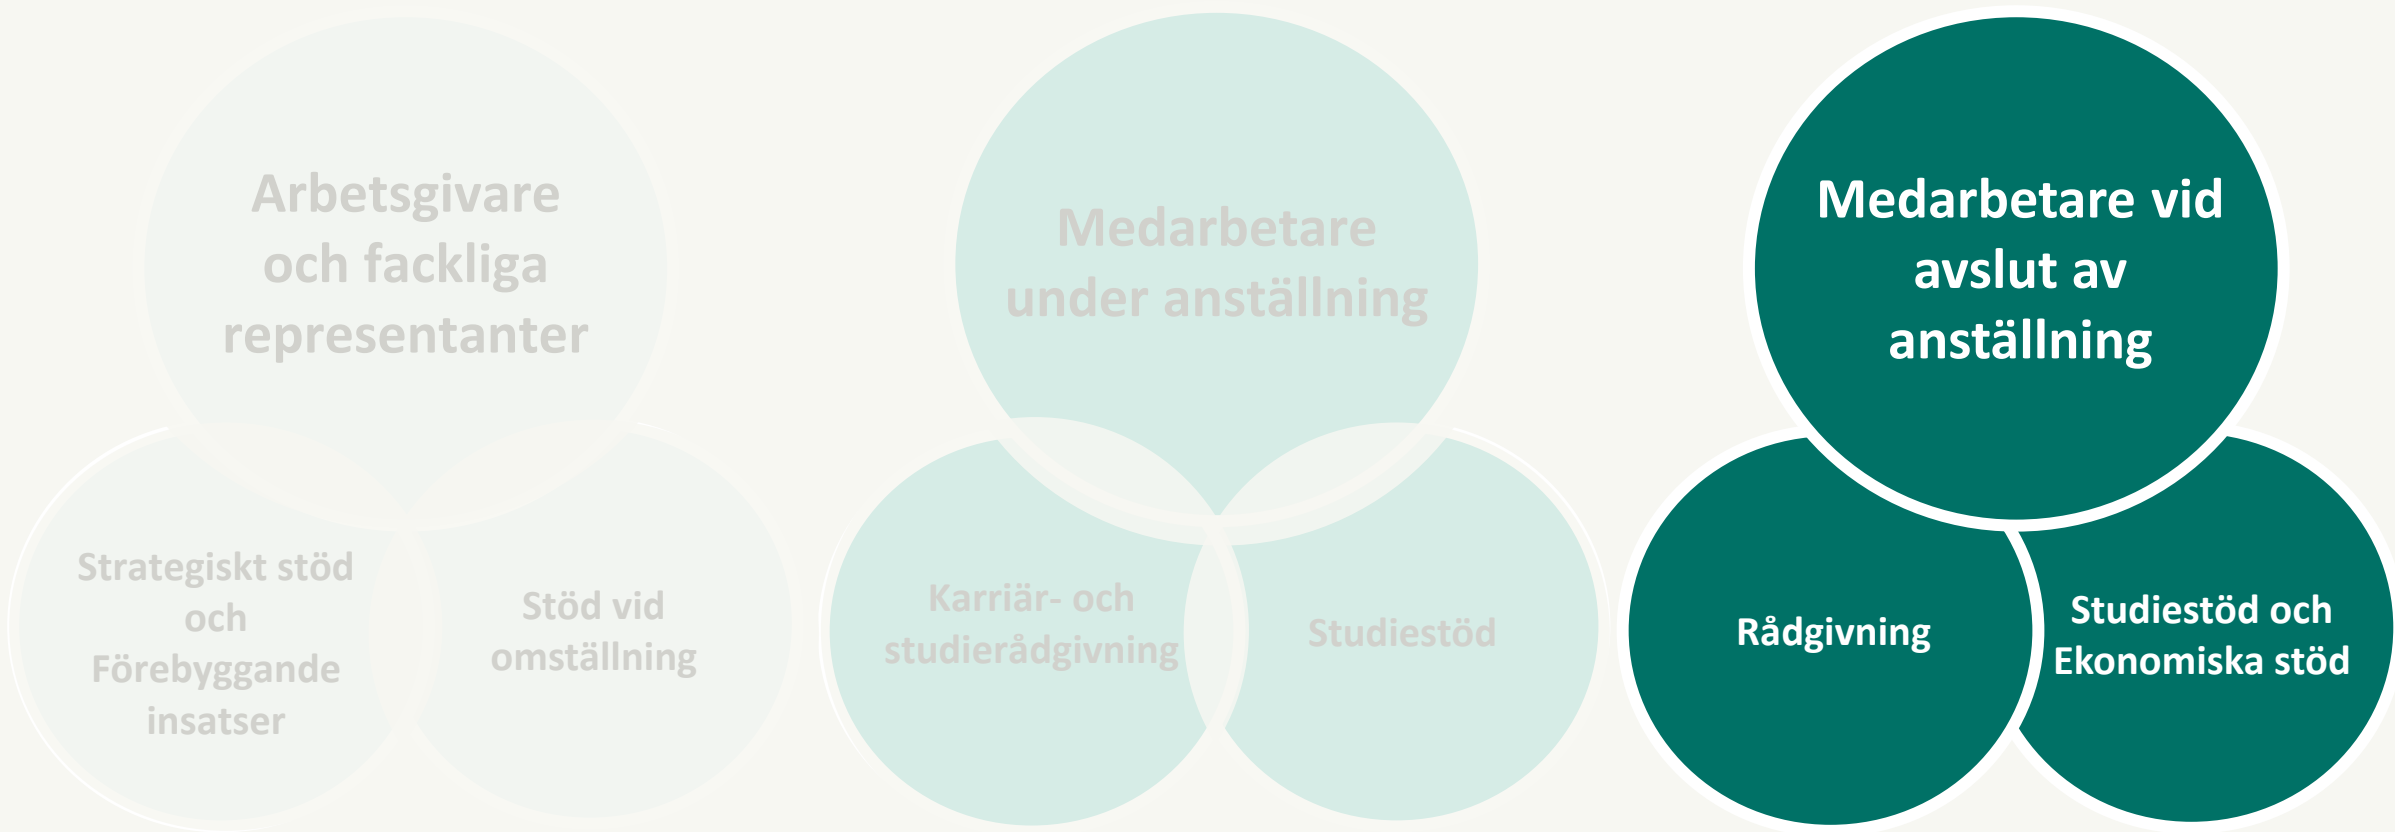 Arbetsgivare
och fackliga
representanter
Strategiskt stöd
och
Förebyggande
insatser
Stöd vid
omställning
Medarbetare
under anställning
Karriär- och
studierådgivning
Studiestöd
Medarbetare vid
avslut av
anställning
Rådgivning
Studiestöd och
Ekonomiska stöd